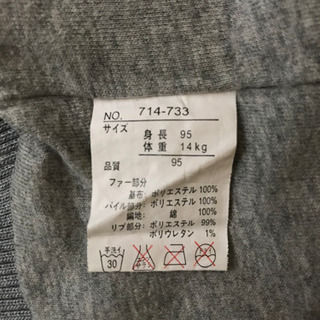 NO. 714-733
サイズ
身長 95
体重 14kg
品質 95
ファー部分
基布: ポリエステル 100%
パイル部分: ポリエステル 100%
編地: 綿 100%
リブ部分: ポリエステル 99%
ポリウレタン 1%
手洗イ
30